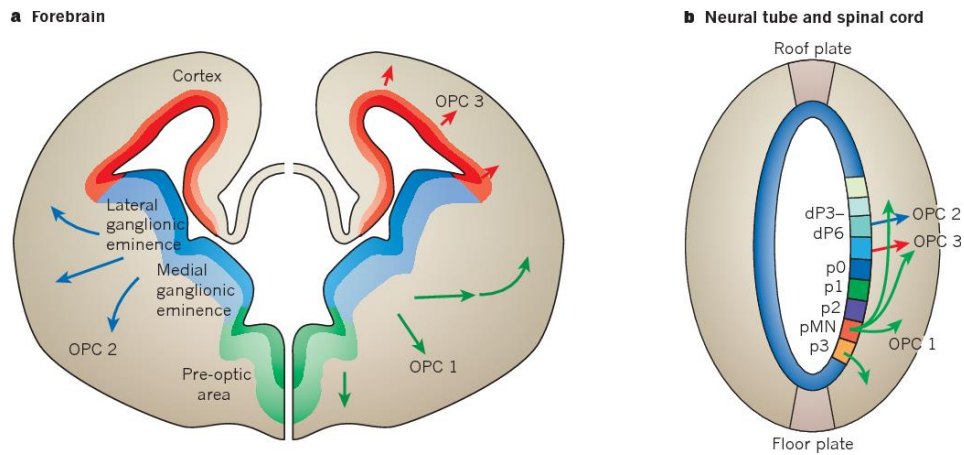 a Forebrain
Cortex
OPC 3
Lateral
ganglionic
eminence
Medial
ganglionic
eminence
OPC 2
OPC 1
Pre-optic
area
b Neural tube and spinal cord
Roof plate
dP3–
dP6
OPC 2
OPC 3
p0
p1
p2
pMN
p3
OPC 1
Floor plate